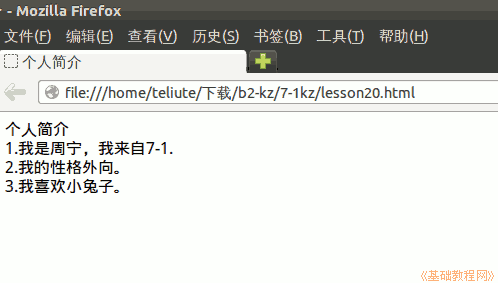 - Mozilla Firefox
文件(F) 编辑(E) 查看(V) 历史(S) 书签(B) 工具(T) 帮助(H)
个人简介
file:///home/teliute/下载/b2-kz/7-1kz/lesson20.html
个人简介
1.我是周宁，我来自7-1.
2.我的性格外向。
3.我喜欢小兔子。
《基础教程网》